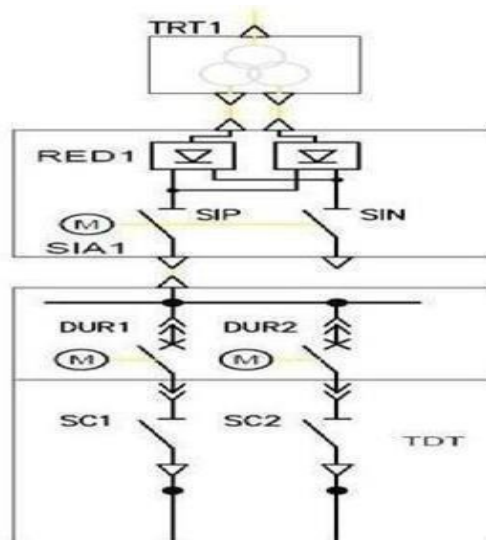 TRT1
RED1
SIP
SIN
M
SIA1
DUR1
DUR2
M
M
SC1
SC2
TDT